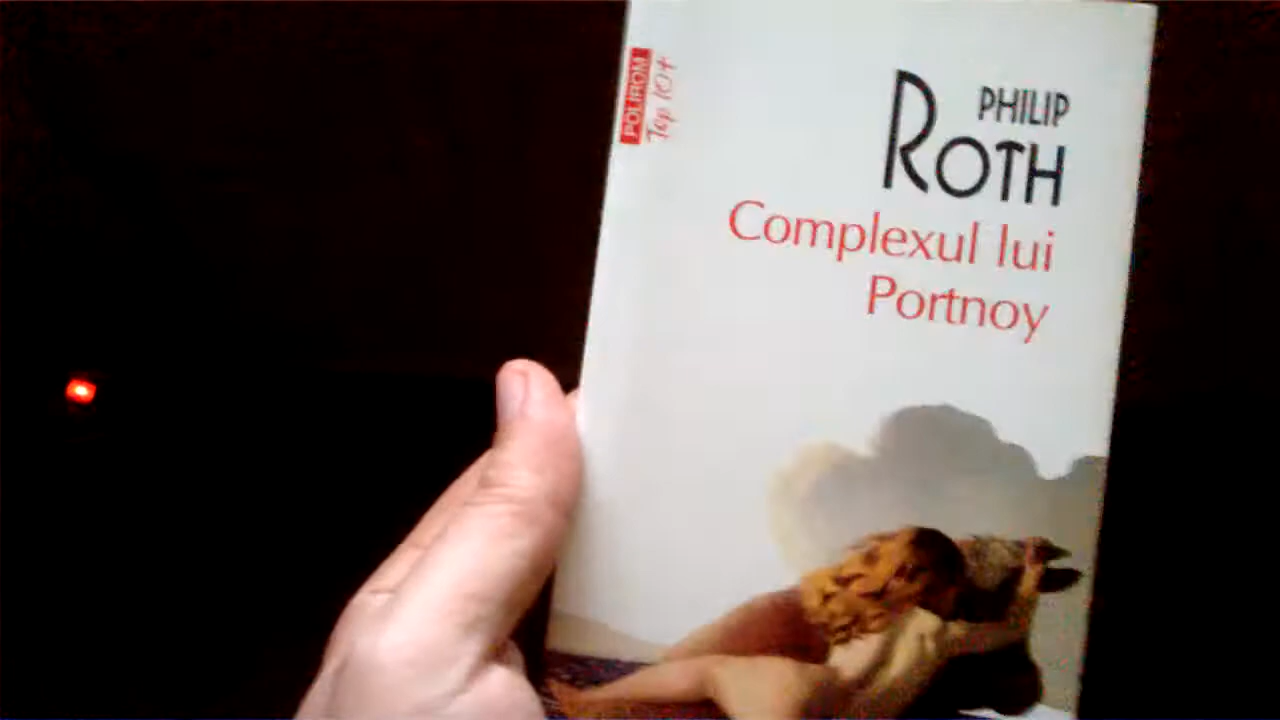 POLIROM
Top 10+
PHILIP
ROTH
Complexul lui
Portnoy